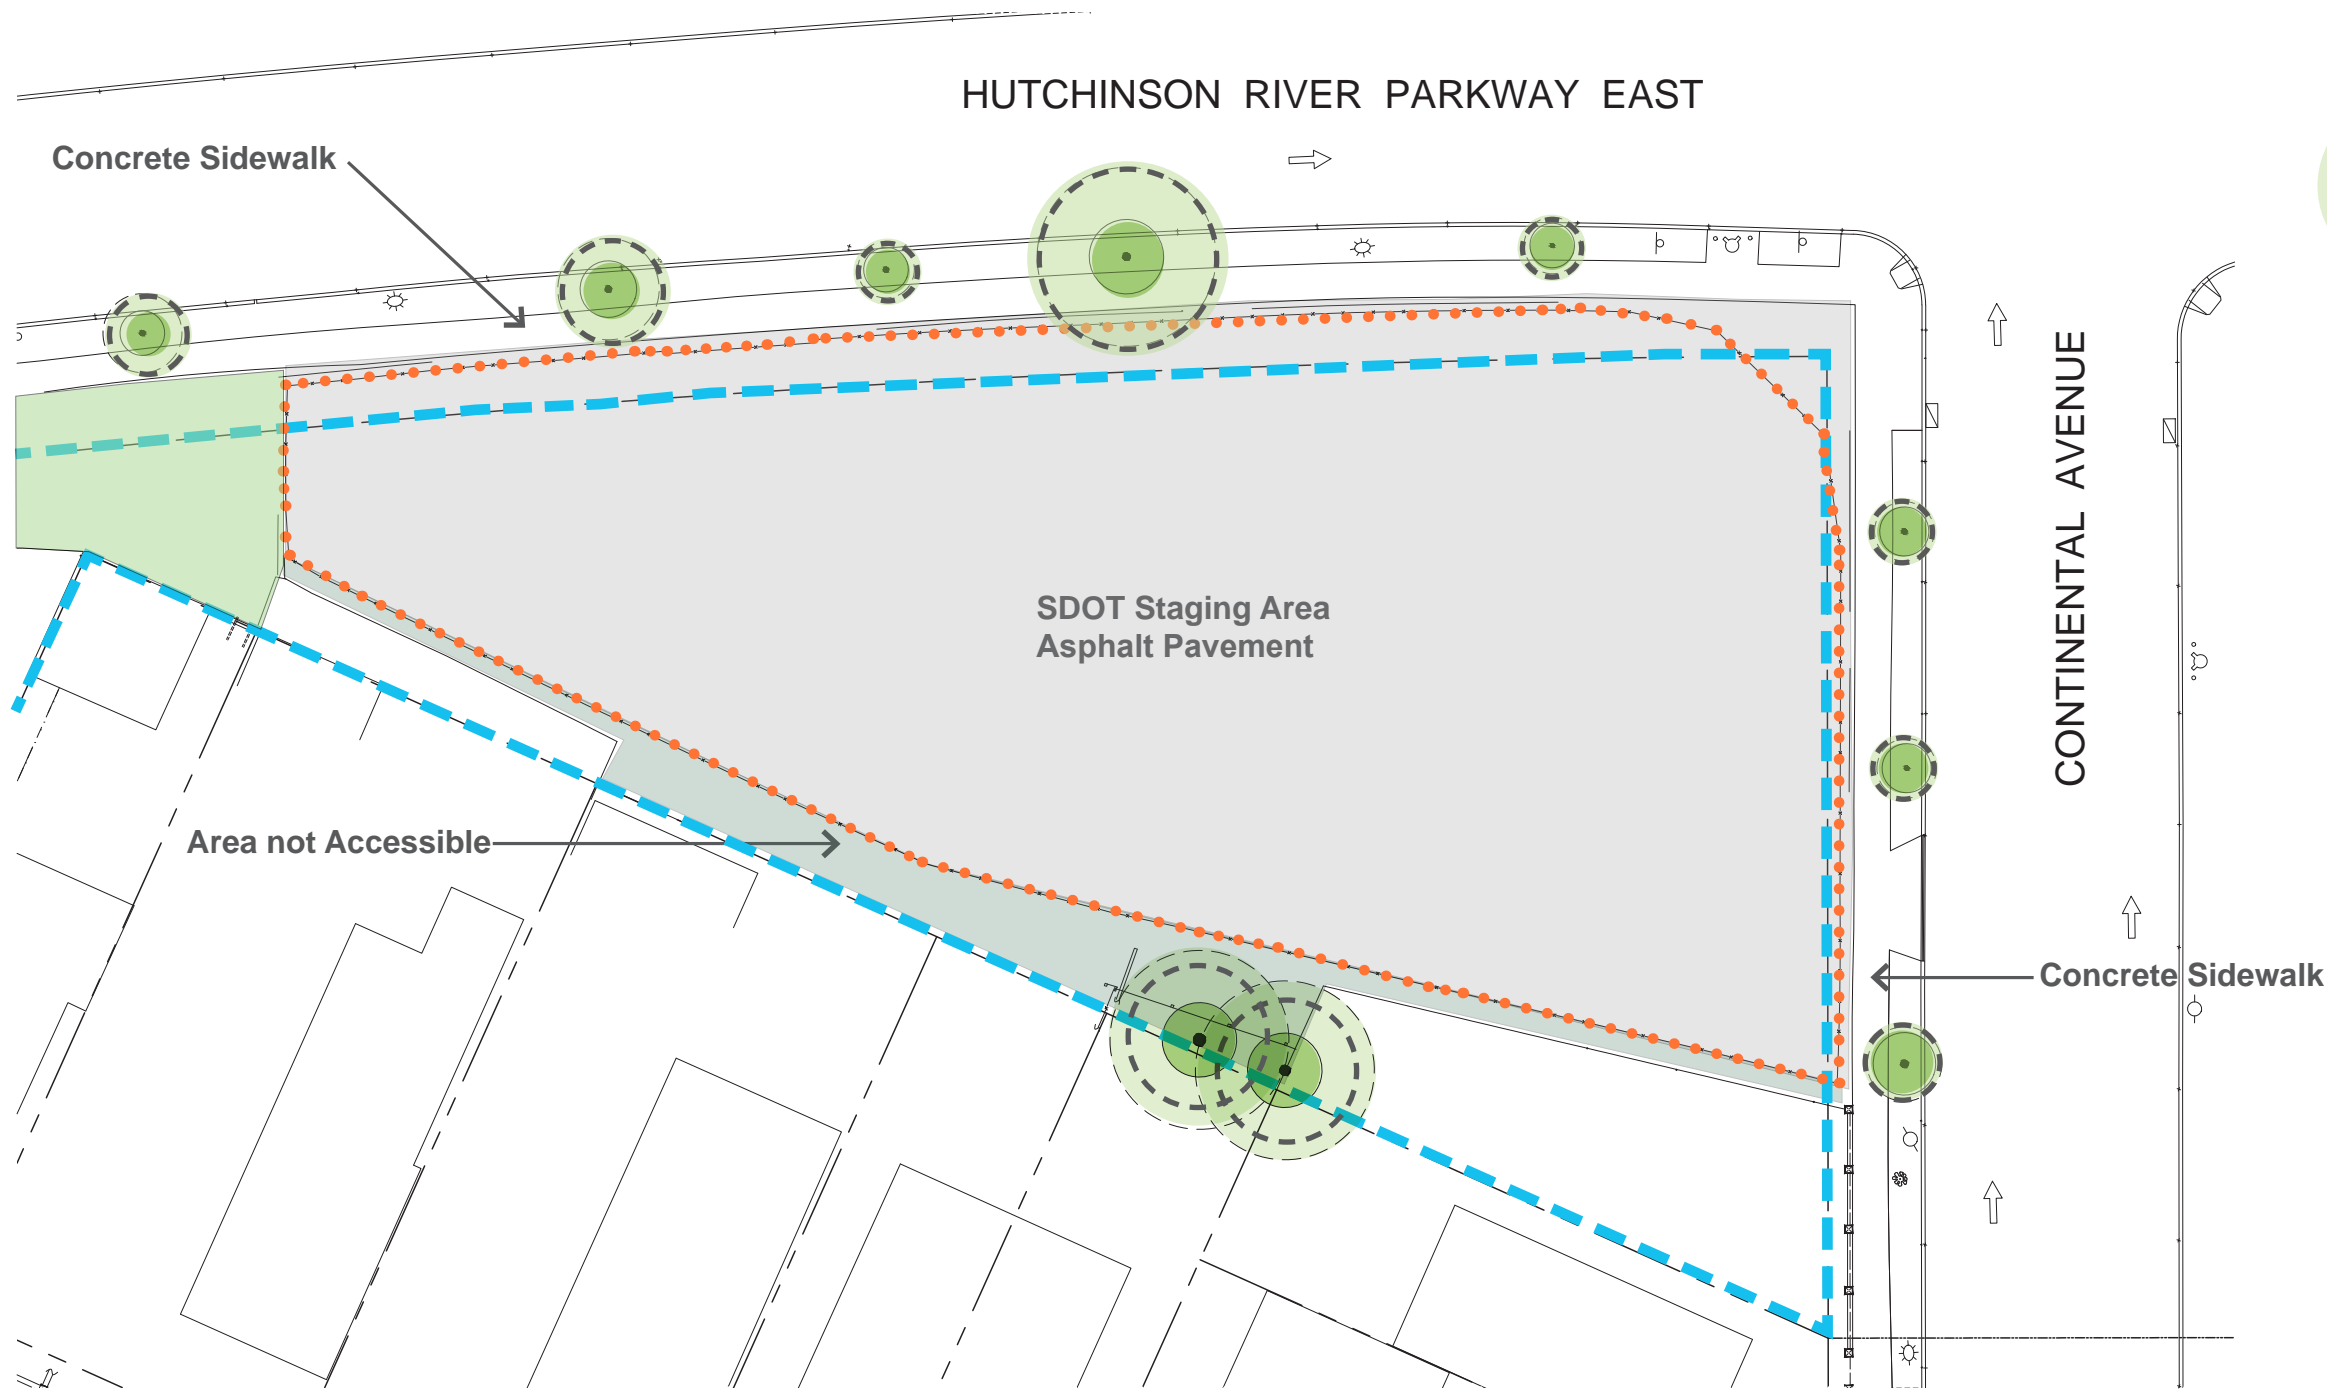 HUTCHINSON RIVER PARKWAY EAST
Concrete Sidewalk
CONTINENTAL AVENUE
SDOT Staging Area
Asphalt Pavement
Area not Accessible
Concrete Sidewalk